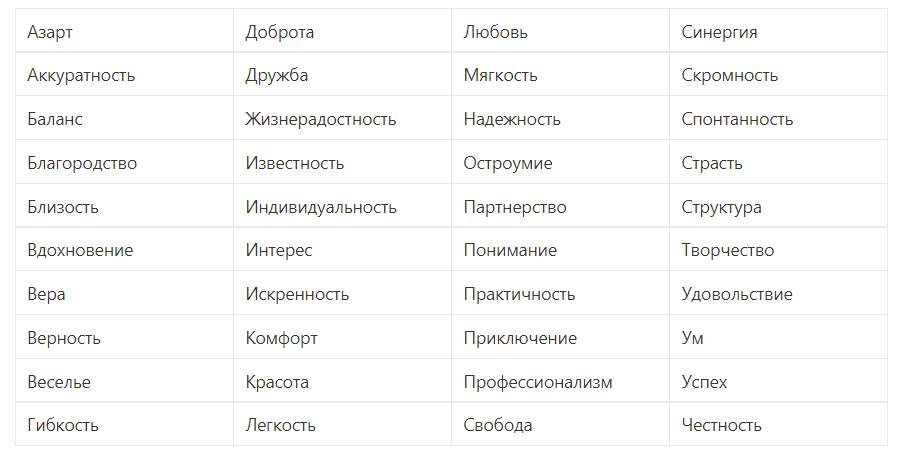 Азарт Доброта Любовь Синергия
Аккуратность Дружба Мягкость Скромность
Баланс Жизнерадостность Надежность Спонтанность
Благородство Известность Остроумие Страсть
Близость Индивидуальность Партнерство Структура
Вдохновение Интерес Понимание Творчество
Вера Искренность Практичность Удовольствие
Верность Комфорт Приключение Ум
Веселье Красота Профессионализм Успех
Гибкость Легкость Свобода Честность